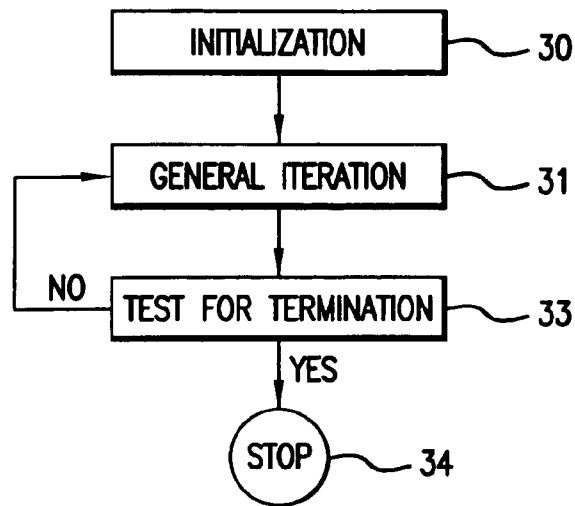 INITIALIZATION
30
GENERAL ITERATION
31
NO
TEST FOR TERMINATION
33
YES
STOP
34